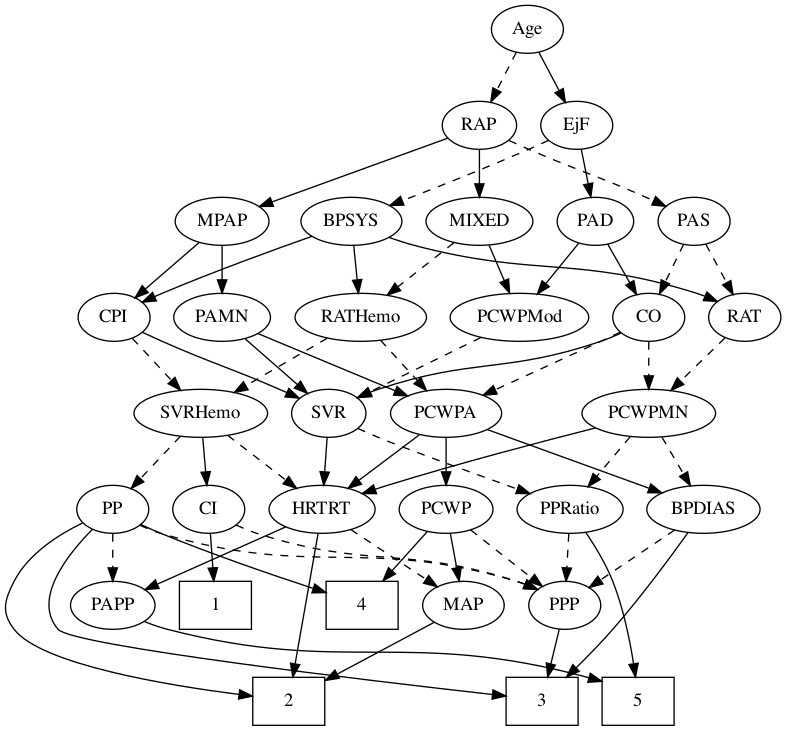 Age
RAP
EjF
MPAP
BPSYS
MIXED
PAD
PAS
CPI
PAMN
RATHemo
PCWPMod
CO
RAT
SVRHemo
SVR
PCWPA
PCWPMN
PP
CI
HRTRT
PCWP
PPRatio
BPDIAS
PAPP
1
4
MAP
PPP
2
3
5